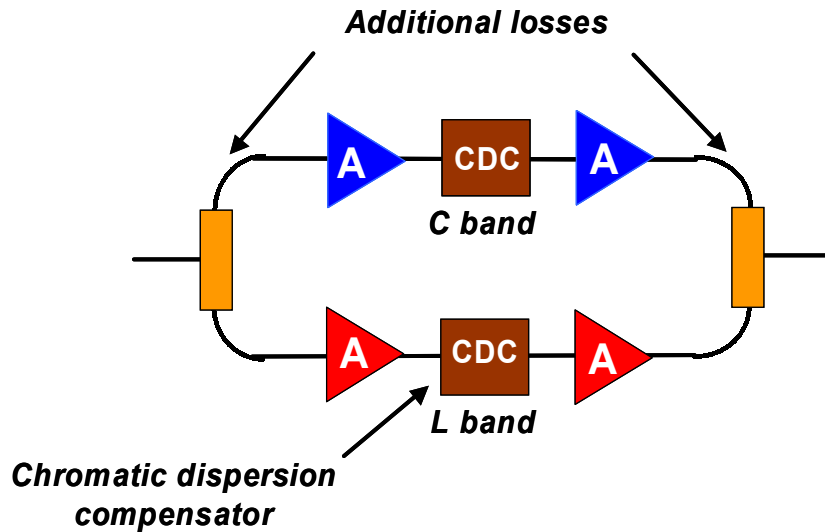 Additional losses
A
CDC
A
C band
A
CDC
A
L band
Chromatic dispersion
compensator